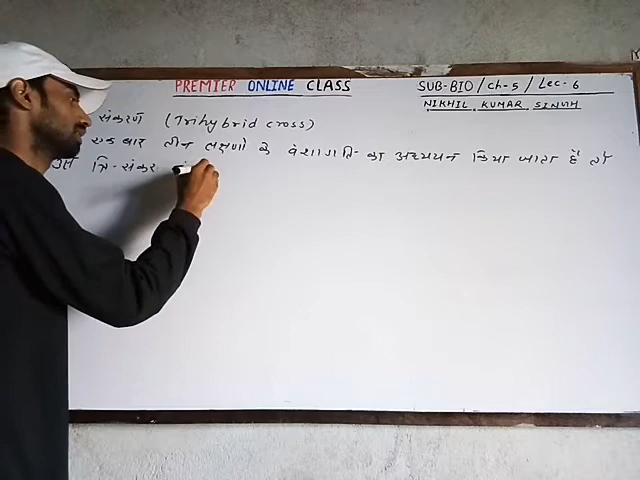 PREMIER ONLINE CLASS
SUB-BIO / Ch-5 / Lec-6
NIKHIL KUMAR SINGH
संकरण (Trihybrid cross)
एक बार तीन लक्षणों के वंशागति का अध्ययन किया जाता है तो
उसे त्रि-संकर